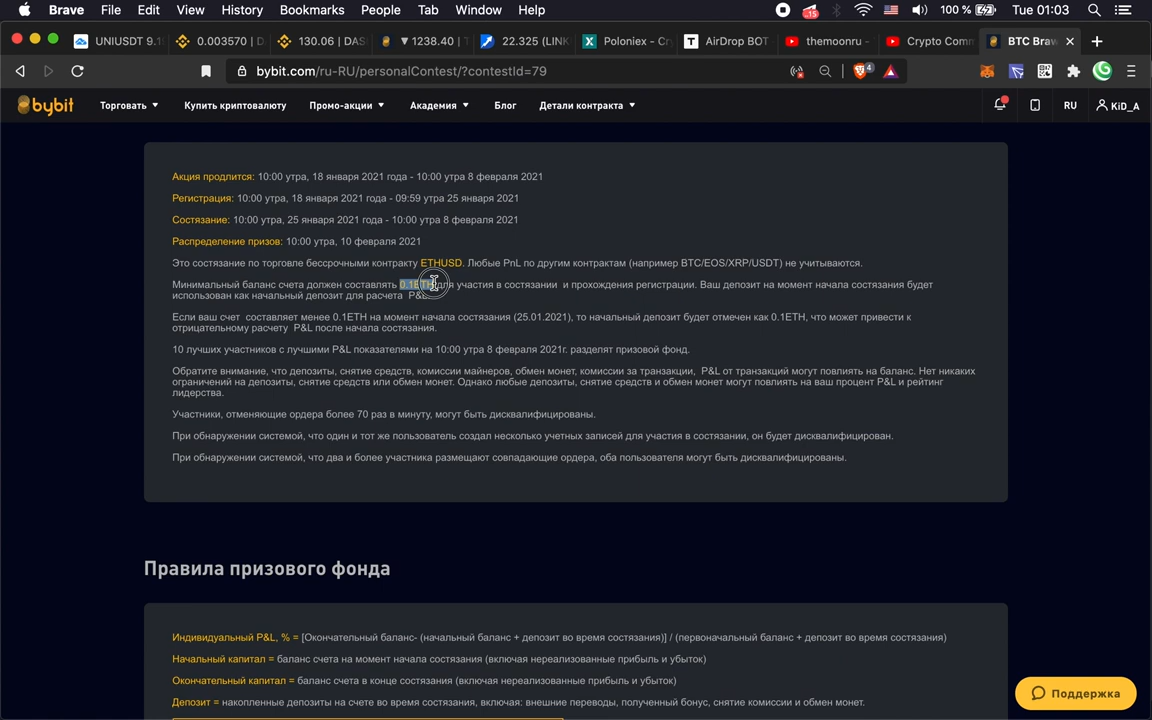 Brave File Edit View History Bookmarks People Tab Window Help
15
100 % Tue 01:03
UNIUSDT 9.1
0.003570 | D
130.06 | DAS
▼ 1238.40 | T
22.325 (LINK
Poloniex - Cr
AirDrop BOT
themoonru -
Crypto Comm
BTC Braw
bybit.com/ru-RU/personalContest/?contestId=79
4
bybit Торговать Купить криптовалюту Промо-акции Академия Блог Детали контракта RU KiD_A
Акция продлится: 10:00 утра, 18 января 2021 года - 10:00 утра 8 февраля 2021
Регистрация: 10:00 утра, 18 января 2021 года - 09:59 утра 25 января 2021
Состязание: 10:00 утра, 25 января 2021 года - 10:00 утра 8 февраля 2021
Распределение призов: 10:00 утра, 10 февраля 2021
Это состязание по торговле бессрочными контракту ETHUSD. Любые PnL по другим контрактам (например BTC/EOS/XRP/USDT) не учитываются.
Минимальный баланс счета должен составлять 0.1ETH для участия в состязании и прохождения регистрации. Ваш депозит на момент начала состязания будет
использован как начальный депозит для расчета P&L.
Если ваш счет составляет менее 0.1ETH на момент начала состязания (25.01.2021), то начальный депозит будет отмечен как 0.1ETH, что может привести к
отрицательному расчету P&L после начала состязания.
10 лучших участников с лучшими P&L показателями на 10:00 утра 8 февраля 2021г. разделят призовой фонд.
Обратите внимание, что депозиты, снятие средств, комиссии майнеров, обмен монет, комиссии за транзакции, P&L от транзакций могут повлиять на баланс. Нет никаких
ограничений на депозиты, снятие средств или обмен монет. Однако любые депозиты, снятие средств и обмен монет могут повлиять на ваш процент P&L и рейтинг
лидерства.
Участники, отменяющие ордера более 70 раз в минуту, могут быть дисквалифицированы.
При обнаружении системой, что один и тот же пользователь создал несколько учетных записей для участия в состязании, он будет дисквалифицирован.
При обнаружении системой, что два и более участника размещают совпадающие ордера, оба пользователя могут быть дисквалифицированы.
Правила призового фонда
Индивидуальный P&L, % = [Окончательный баланс- (начальный баланс + депозит во время состязания)] / (первоначальный баланс + депозит во время состязания)
Начальный капитал = баланс счета на момент начала состязания (включая нереализованные прибыль и убыток)
Окончательный капитал = баланс счета в конце состязания (включая нереализованные прибыль и убыток)
Депозит = накопленные депозиты на счете во время состязания, включая: внешние переводы, полученный бонус, снятие комиссии и обмен монет.
Поддержка